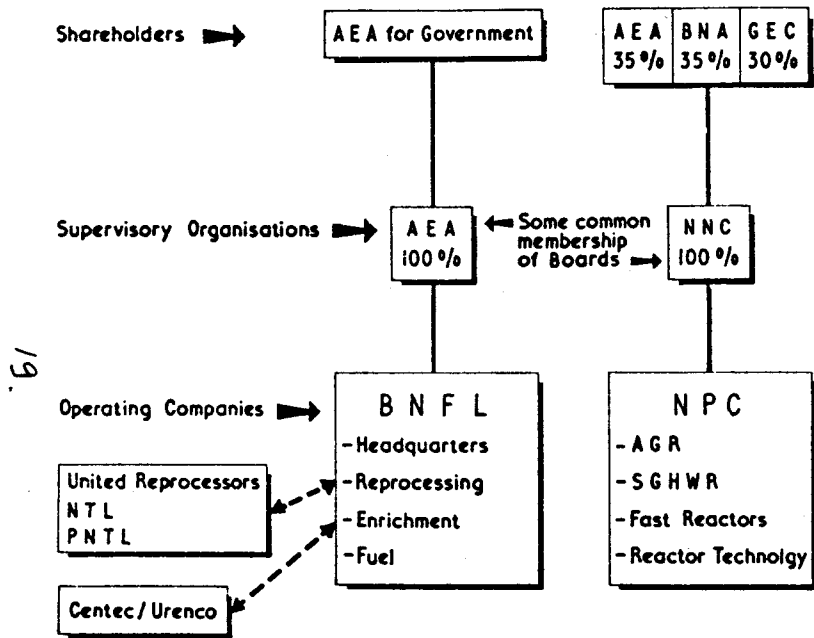 Shareholders
AEA for Government
AEA BNA GEC
35% 35% 30%
Supervisory Organisations
AEA
100%
Some common
membership
of Boards
NNC
100%
19.
Operating Companies
BNFL
-Headquarters
-Reprocessing
-Enrichment
-Fuel
NPC
-AGR
-SGHWR
-Fast Reactors
-Reactor Technolgy
United Reprocessors
NTL
PNTL
Centec/Urenco